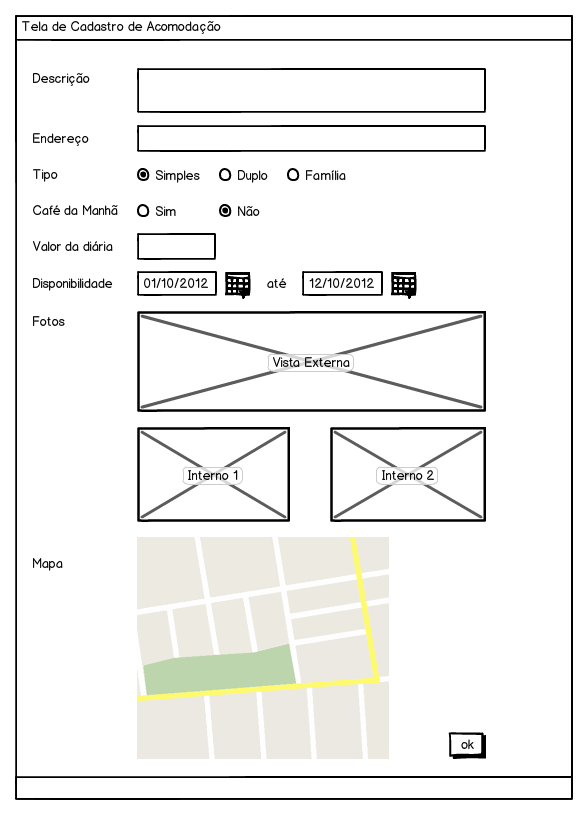 Tela de Cadastro de Acomodação
Descrição
Endereço
Tipo Simples Duplo Família
Café da Manhã Sim Não
Valor da diária
Disponibilidade 01/10/2012 até 12/10/2012
Fotos
Vista Externa
Interno 1 Interno 2
Mapa
ok